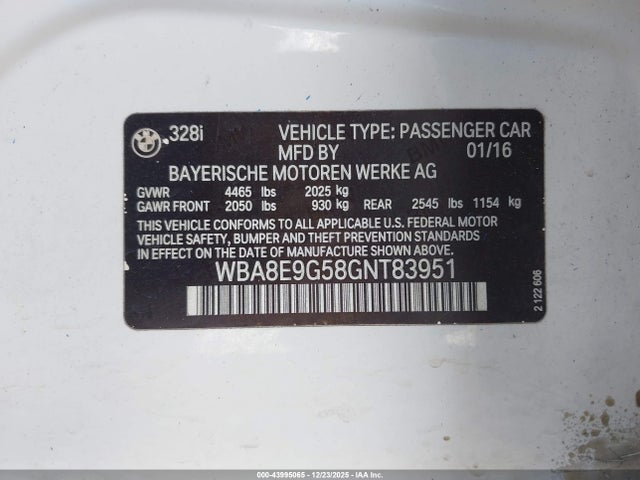 328i VEHICLE TYPE: PASSENGER CAR
MFD BY 01/16
BAYERISCHE MOTOREN WERKE AG
GVWR 4465 lbs 2025 kg
GAWR FRONT 2050 lbs 930 kg REAR 2545 lbs 1154 kg
THIS VEHICLE CONFORMS TO ALL APPLICABLE U.S. FEDERAL MOTOR
VEHICLE SAFETY, BUMPER AND THEFT PREVENTION STANDARDS
IN EFFECT ON THE DATE OF MANUFACTURE SHOWN ABOVE.
WBA8E9G58GNT83951
2 122 606
000-43995065 - 12/23/2025 - IAA Inc.